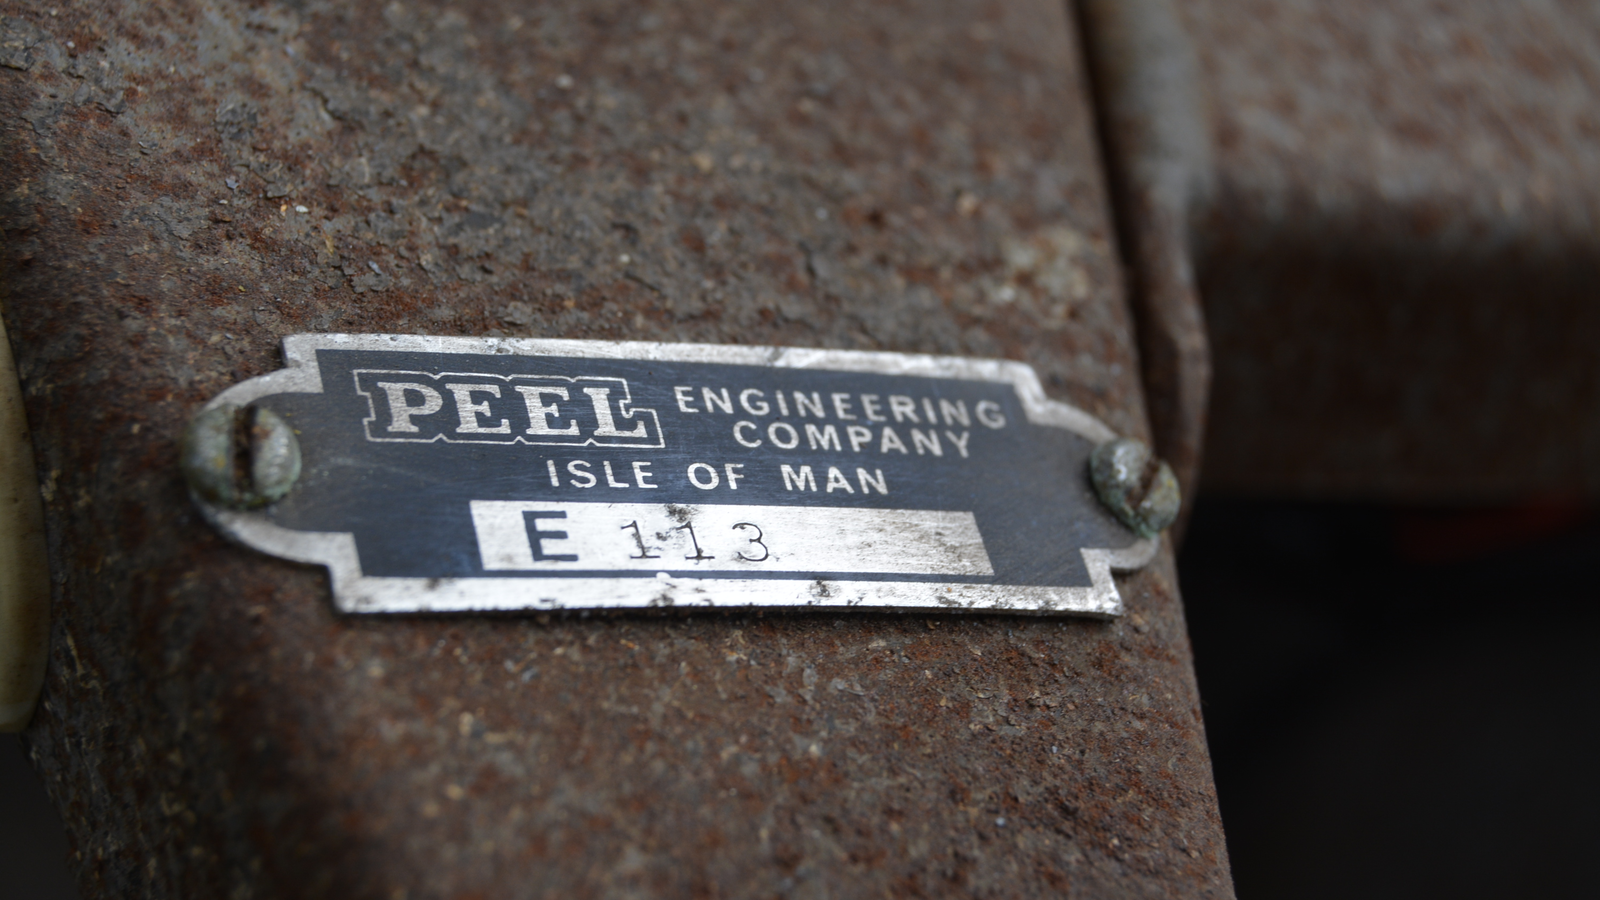 PEEL ENGINEERING
COMPANY
ISLE OF MAN
E 113